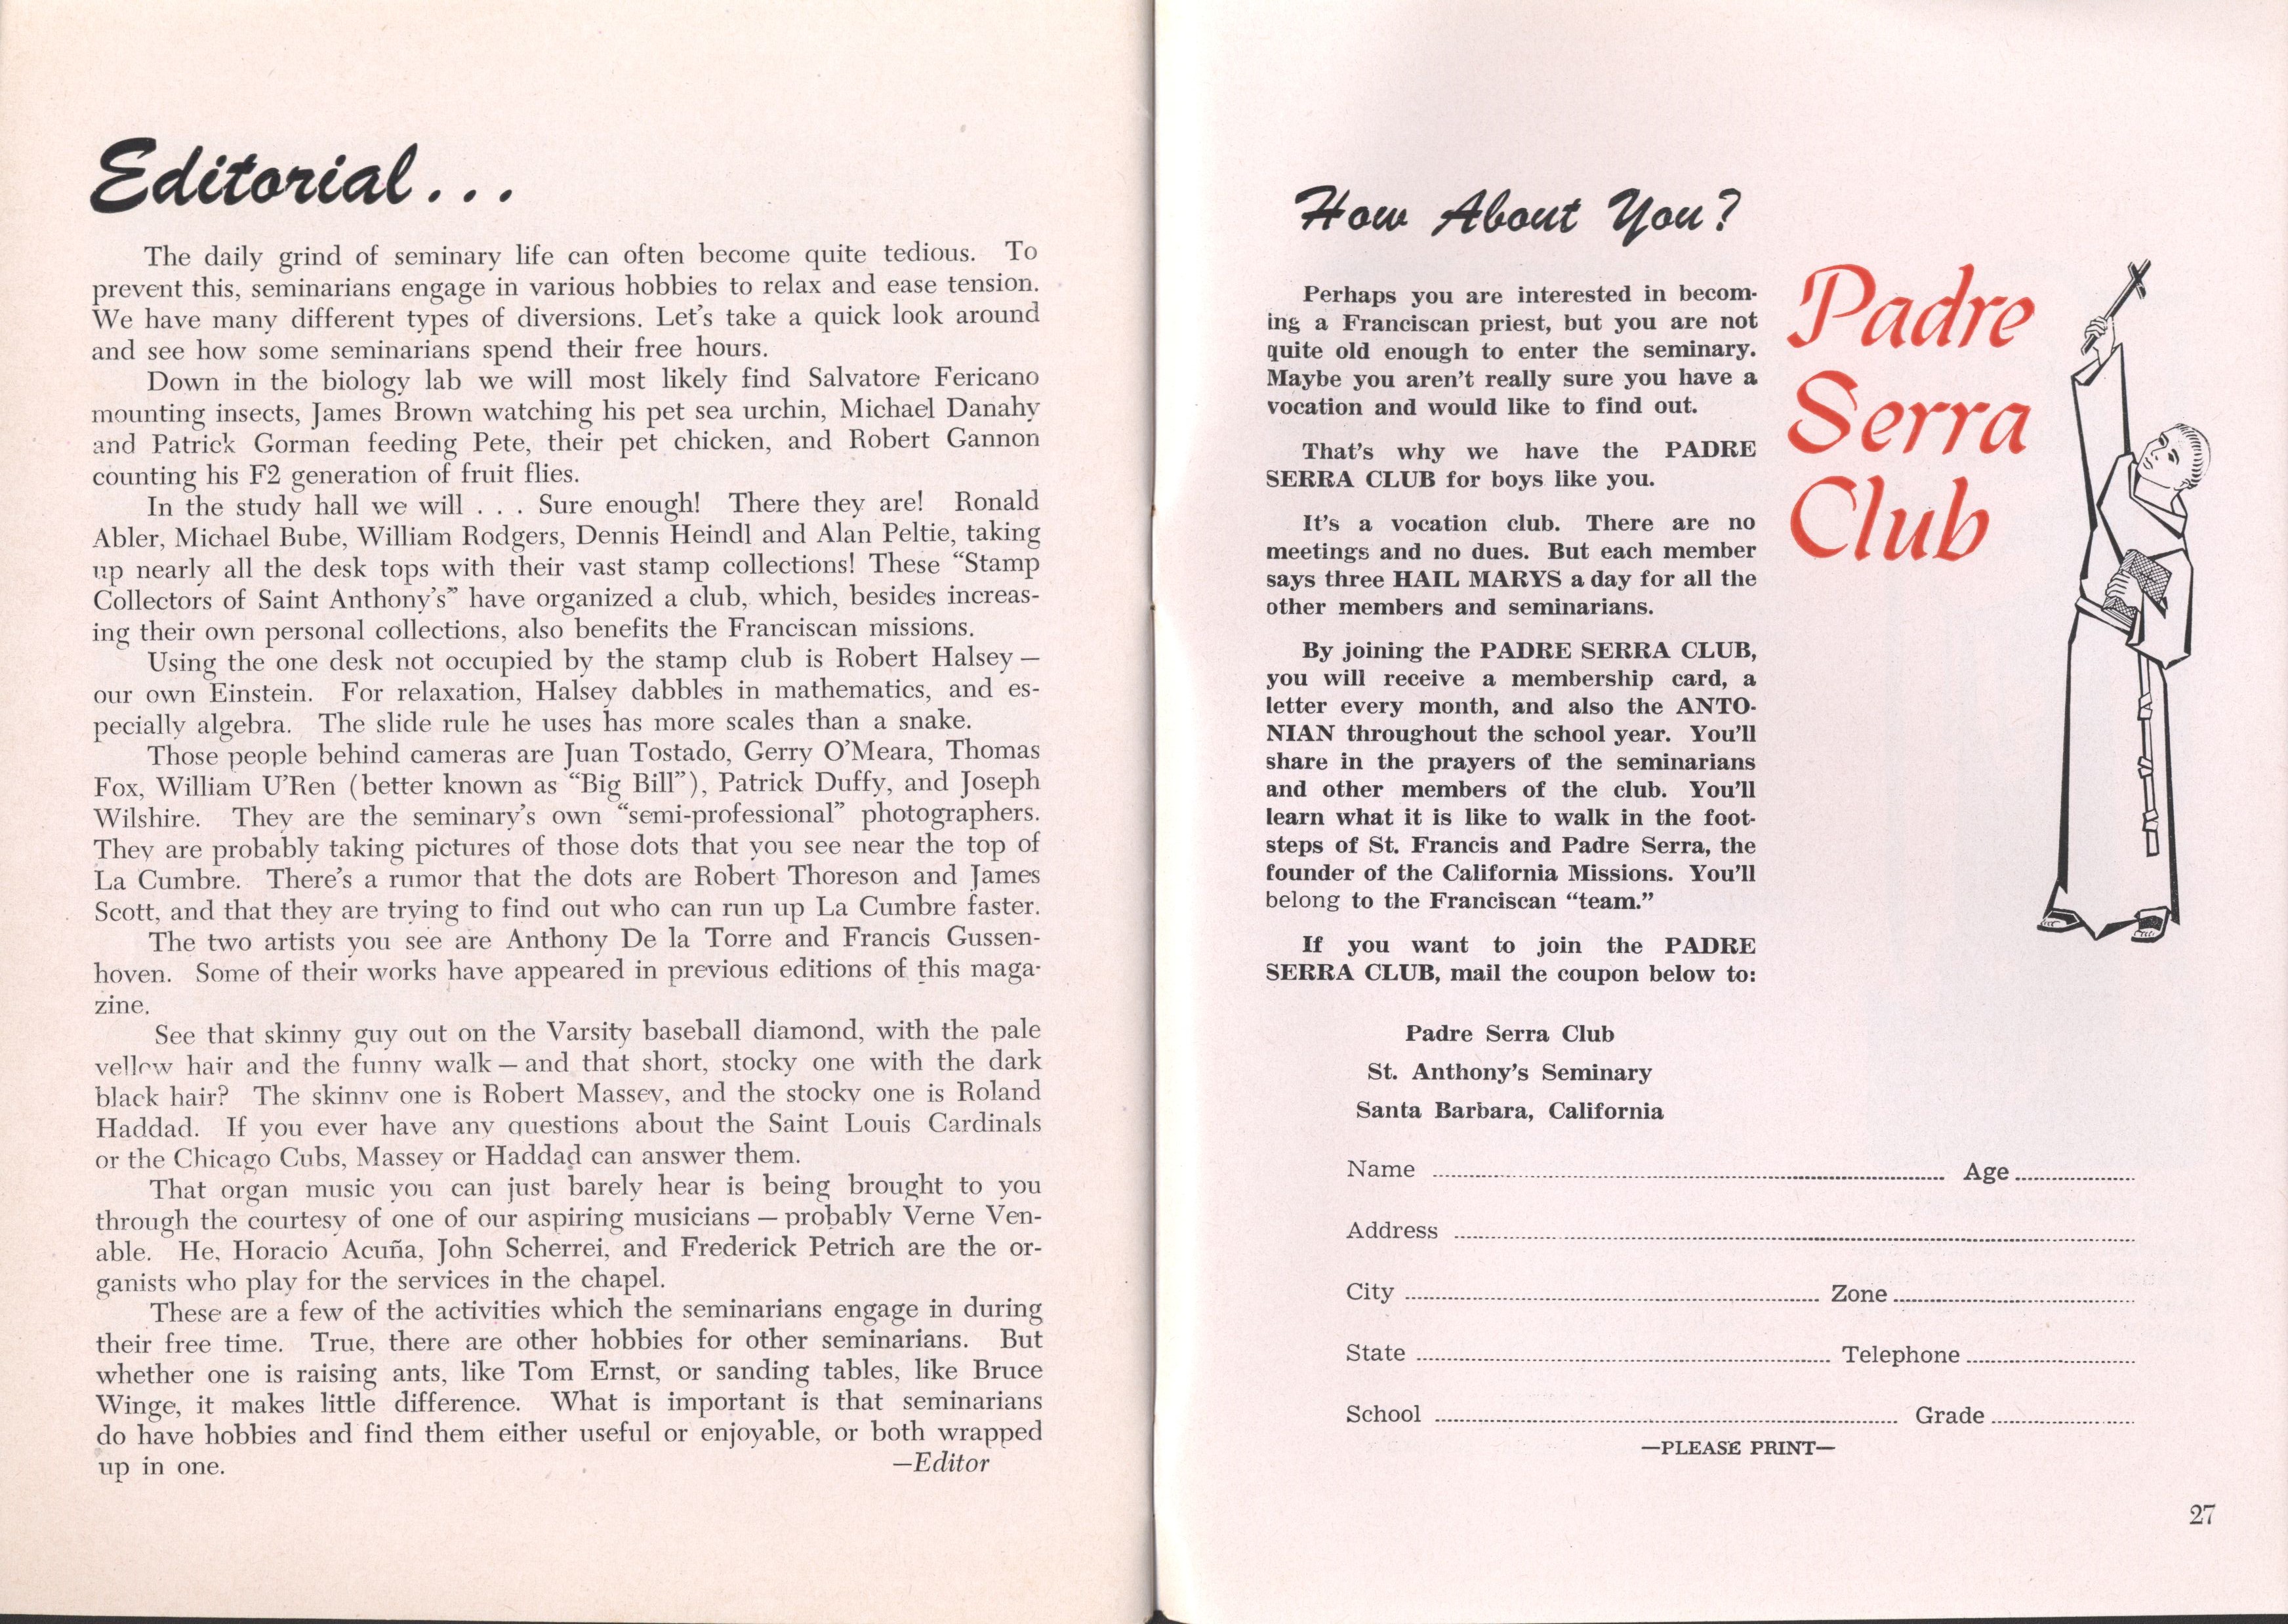 Editorial . . .
The daily grind of seminary life can often become quite tedious. To
prevent this, seminarians engage in various hobbies to relax and ease tension.
We have many different types of diversions. Let's take a quick look around
and see how some seminarians spend their free hours.
Down in the biology lab we will most likely find Salvatore Fericano
mounting insects, James Brown watching his pet sea urchin, Michael Danahy
and Patrick Gorman feeding Pete, their pet chicken, and Robert Gannon
counting his F2 generation of fruit flies.
In the study hall we will . . . Sure enough! There they are! Ronald
Abler, Michael Bube, William Rodgers, Dennis Heindl and Alan Peltie, taking
up nearly all the desk tops with their vast stamp collections! These “Stamp
Collectors of Saint Anthony's” have organized a club, which, besides increas-
ing their own personal collections, also benefits the Franciscan missions.
Using the one desk not occupied by the stamp club is Robert Halsey —
our own Einstein. For relaxation, Halsey dabbles in mathematics, and es-
pecially algebra. The slide rule he uses has more scales than a snake.
Those people behind cameras are Juan Tostado, Gerry O'Meara, Thomas
Fox, William U'Ren (better known as “Big Bill”), Patrick Duffy, and Joseph
Wilshire. They are the seminary's own “semi-professional” photographers.
They are probably taking pictures of those dots that you see near the top of
La Cumbre. There's a rumor that the dots are Robert Thoreson and James
Scott, and that they are trying to find out who can run up La Cumbre faster.
The two artists you see are Anthony De la Torre and Francis Gussen-
hoven. Some of their works have appeared in previous editions of this maga-
zine.
See that skinny guy out on the Varsity baseball diamond, with the pale
yellow hair and the funny walk — and that short, stocky one with the dark
black hair? The skinny one is Robert Massey, and the stocky one is Roland
Haddad. If you ever have any questions about the Saint Louis Cardinals
or the Chicago Cubs, Massey or Haddad can answer them.
That organ music you can just barely hear is being brought to you
through the courtesy of one of our aspiring musicians — probably Verne Ven-
able. He, Horacio Acuña, John Scherrei, and Frederick Petrich are the or-
ganists who play for the services in the chapel.
These are a few of the activities which the seminarians engage in during
their free time. True, there are other hobbies for other seminarians. But
whether one is raising ants, like Tom Ernst, or sanding tables, like Bruce
Winge, it makes little difference. What is important is that seminarians
do have hobbies and find them either useful or enjoyable, or both wrapped
up in one. —Editor
How About You?
Padre
Serra
Club
Perhaps you are interested in becom-
ing a Franciscan priest, but you are not
quite old enough to enter the seminary.
Maybe you aren't really sure you have a
vocation and would like to find out.
That's why we have the PADRE
SERRA CLUB for boys like you.
It's a vocation club. There are no
meetings and no dues. But each member
says three HAIL MARYS a day for all the
other members and seminarians.
By joining the PADRE SERRA CLUB,
you will receive a membership card, a
letter every month, and also the ANTO-
NIAN throughout the school year. You'll
share in the prayers of the seminarians
and other members of the club. You'll
learn what it is like to walk in the foot-
steps of St. Francis and Padre Serra, the
founder of the California Missions. You'll
belong to the Franciscan “team.”
If you want to join the PADRE
SERRA CLUB, mail the coupon below to:
Padre Serra Club
St. Anthony's Seminary
Santa Barbara, California
Name Age
Address
City Zone
State Telephone
School Grade
—PLEASE PRINT—
27